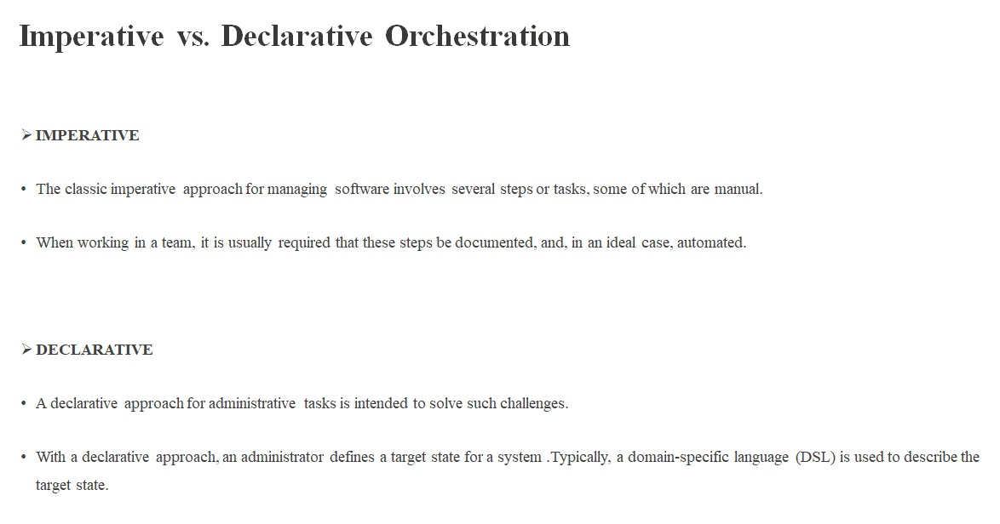 Imperative vs. Declarative Orchestration
➢ IMPERATIVE
• The classic imperative approach for managing software involves several steps or tasks, some of which are manual.
• When working in a team, it is usually required that these steps be documented, and, in an ideal case, automated.
➢ DECLARATIVE
• A declarative approach for administrative tasks is intended to solve such challenges.
• With a declarative approach, an administrator defines a target state for a system .Typically, a domain-specific language (DSL) is used to describe the
target state.